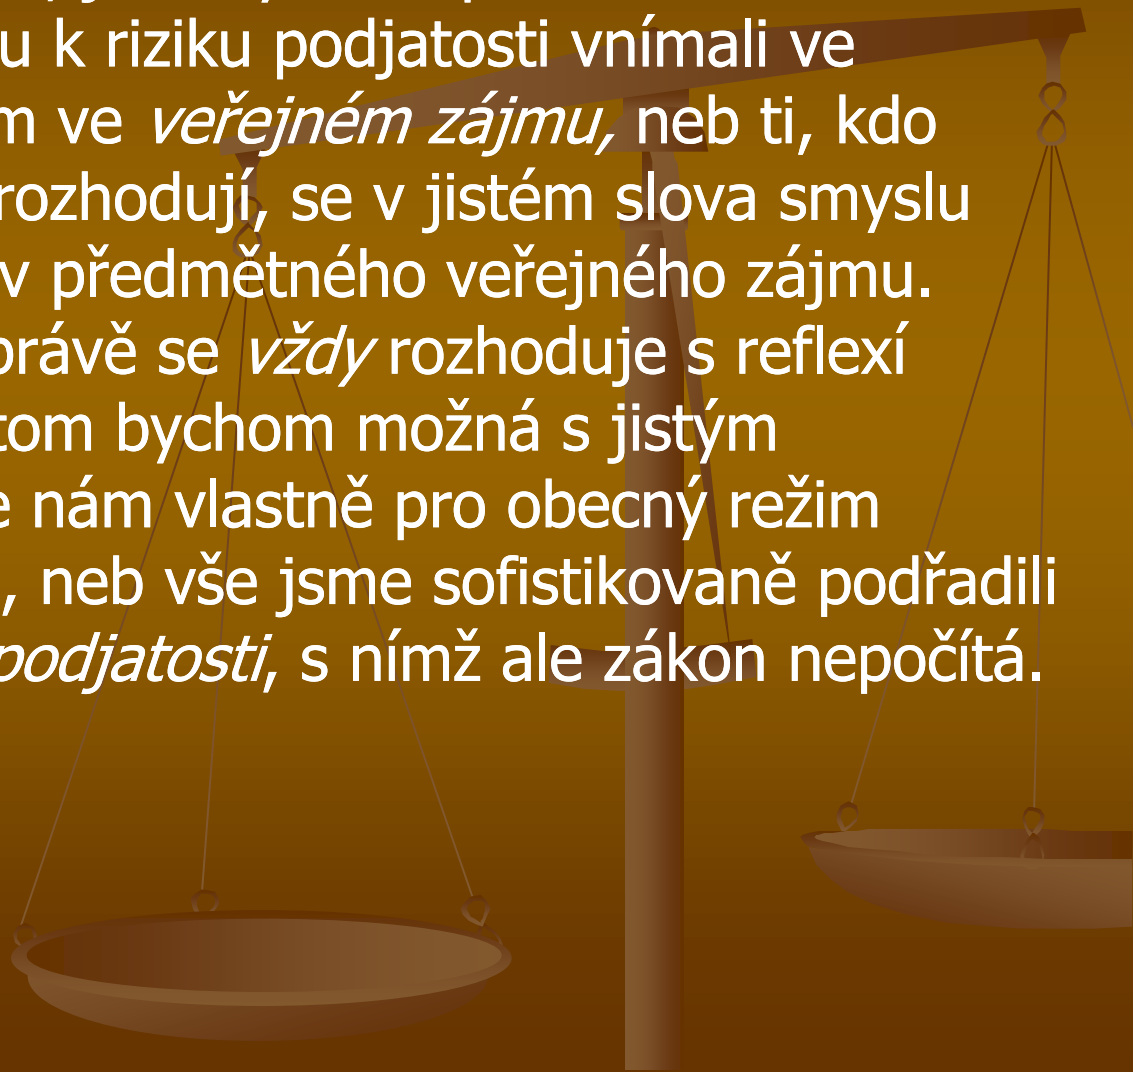 u k riziku podjatosti vnímali ve
m ve veřejném zájmu, neb ti, kdo
rozhodují, se v jistém slova smyslu
v předmětného veřejného zájmu.
právě se vždy rozhoduje s reflexí
tom bychom možná s jistým
e nám vlastně pro obecný režim
, neb vše jsme sofistikovaně podřadili
podjatosti, s nímž ale zákon nepočítá.